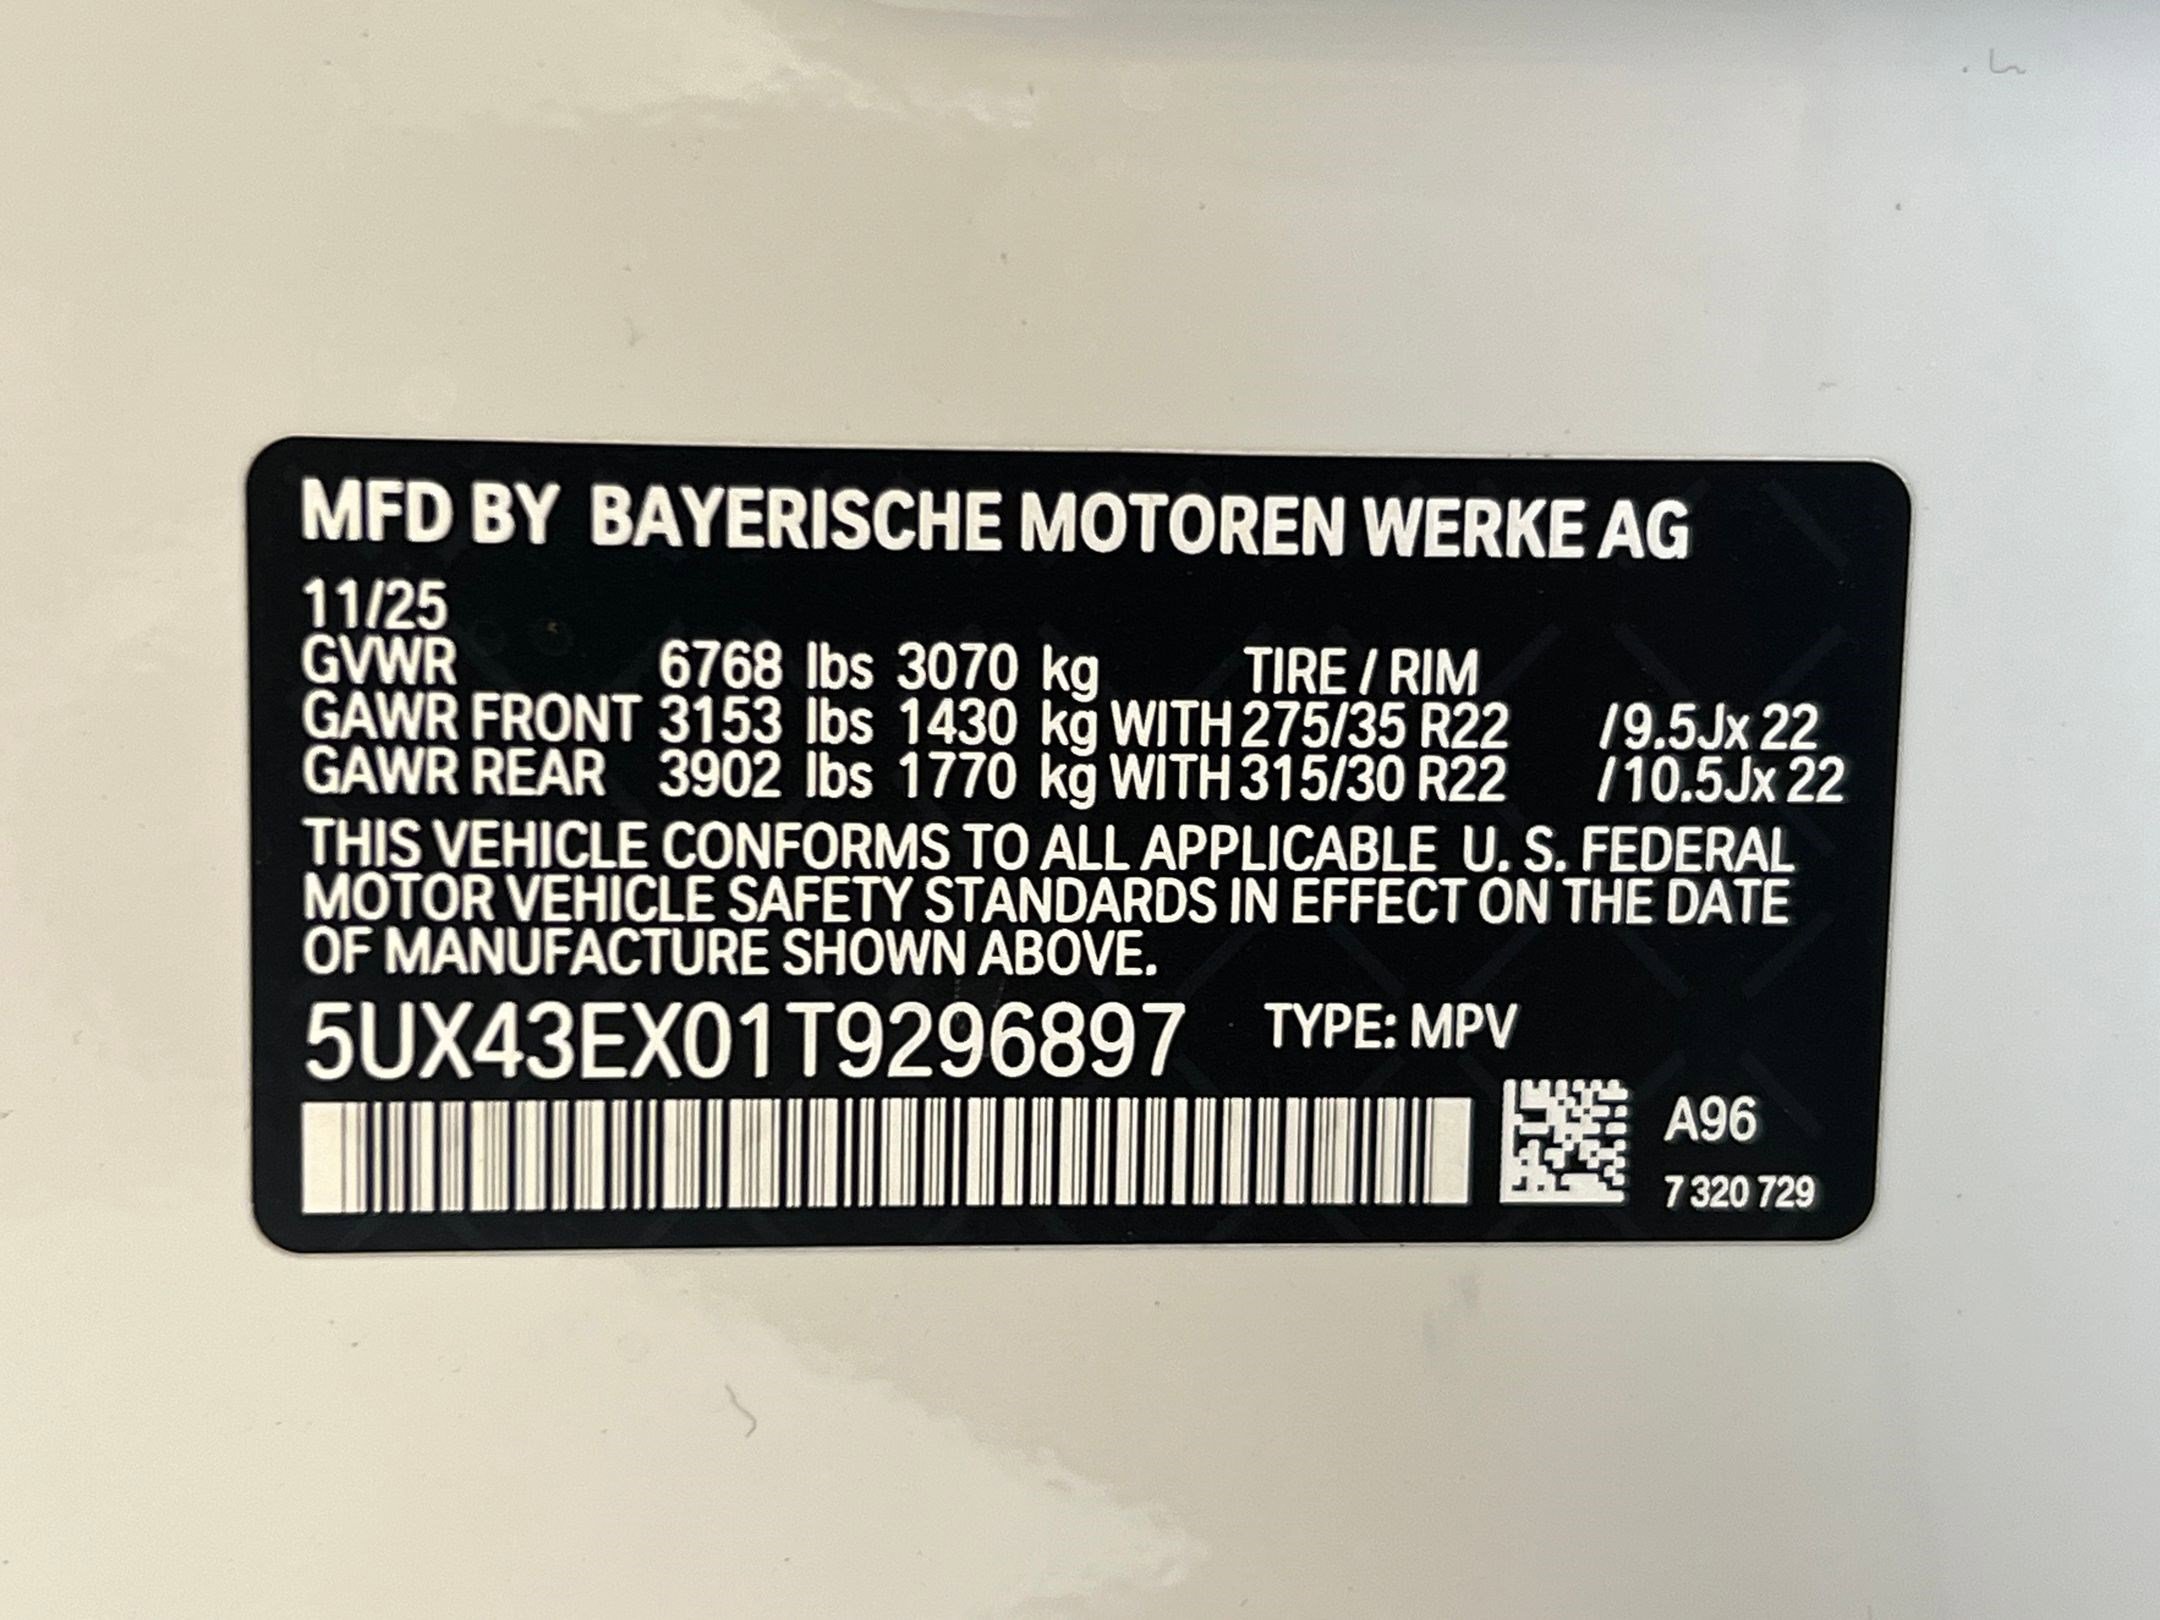 MFD BY BAYERISCHE MOTOREN WERKE AG
11/25
GVWR 6768 lbs 3070 kg TIRE / RIM
GAWR FRONT 3153 lbs 1430 kg WITH 275/35 R22 /9.5Jx 22
GAWR REAR 3902 lbs 1770 kg WITH 315/30 R22 /10.5Jx 22
THIS VEHICLE CONFORMS TO ALL APPLICABLE U. S. FEDERAL
MOTOR VEHICLE SAFETY STANDARDS IN EFFECT ON THE DATE
OF MANUFACTURE SHOWN ABOVE.
5UX43EX01T9296897 TYPE: MPV
A96
7 320 729